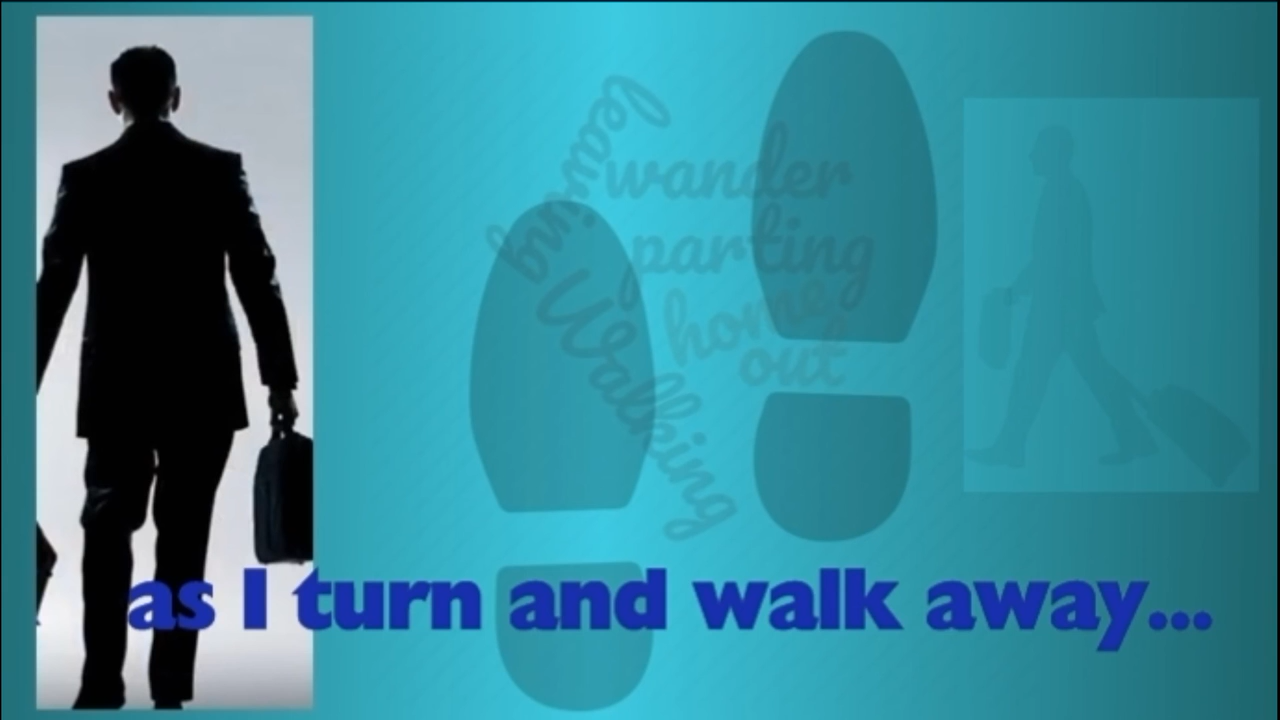 leaving
wander
parting
home
out
Walking
as I turn and walk away...